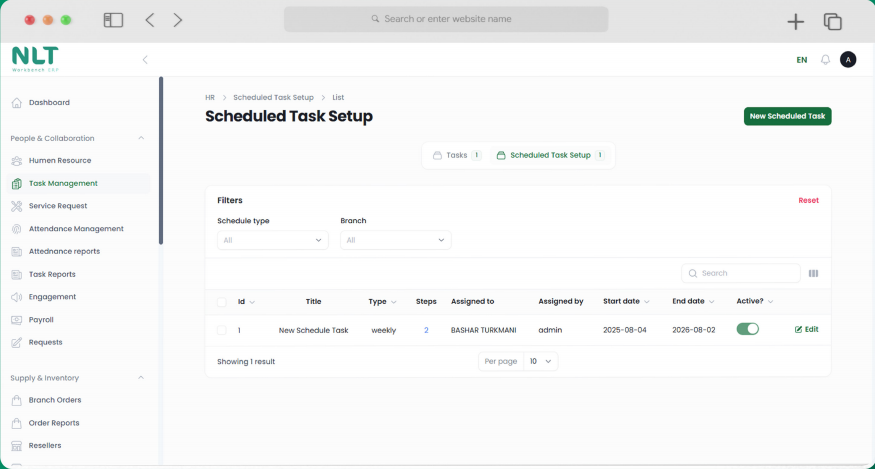 Search or enter website name
NLT
Workbench ERP
EN
A
Dashboard
People & Collaboration
Humen Resource
Task Management
Service Request
Attendance Management
Attednance reports
Task Reports
Engagement
Payroll
Requests
Supply & Inventory
Branch Orders
Order Reports
Resellers
HR > Scheduled Task Setup > List
Scheduled Task Setup
New Scheduled Task
Tasks 1 Scheduled Task Setup 1
Filters Reset
Schedule type Branch
All All
Search
Id Title Type Steps Assigned to Assigned by Start date End date Active?
1 New Schedule Task weekly 2 BASHAR TURKMANI admin 2025-08-04 2026-08-02 Edit
Showing 1 result Per page 10